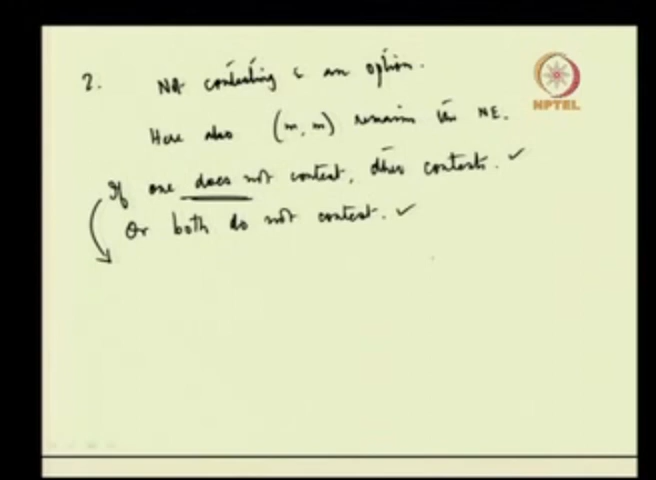 2. Not contesting is an option.
Here also (m, m) remains the NE.
If one does not contest, other contests. ✓
Or both do not contest. ✓
NPTEL